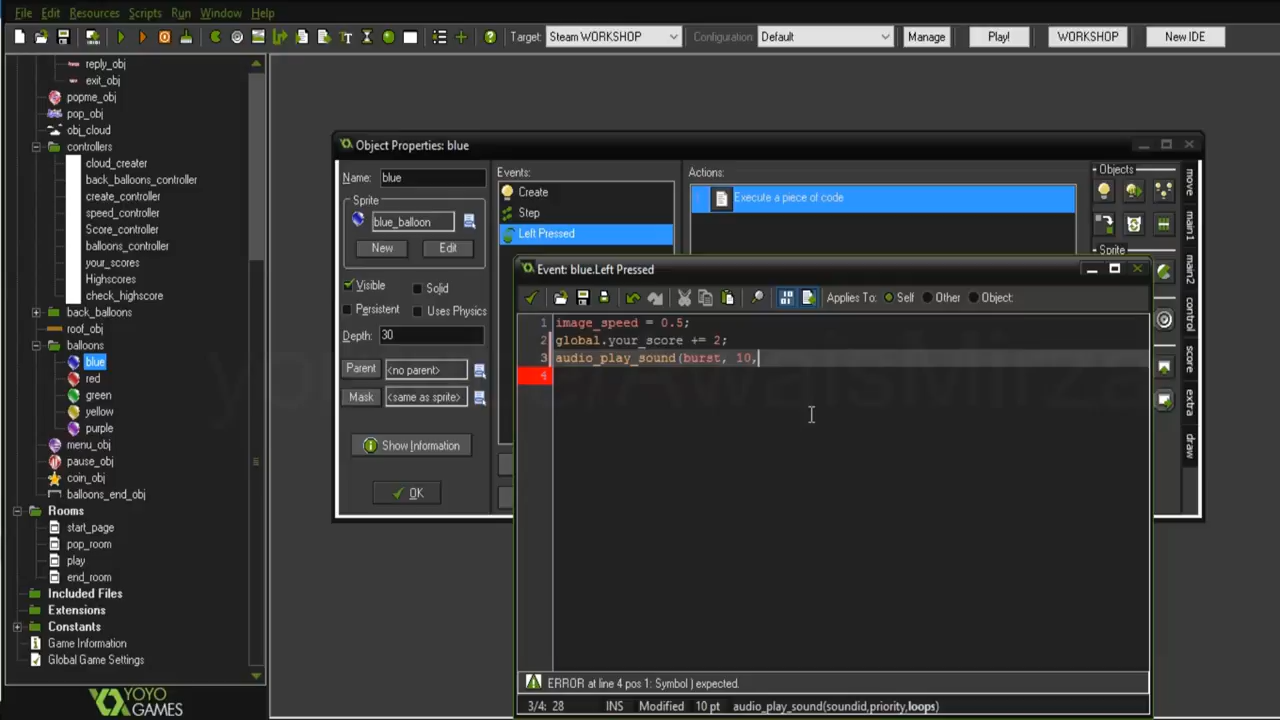 File Edit Resources Scripts Run Window Help
Target: Steam WORKSHOP Configuration: Default Manage Play! WORKSHOP New IDE
reply_obj
exit_obj
popme_obj
pop_obj
obj_cloud
controllers
cloud_creater
back_balloons_controller
create_controller
speed_controller
Score_controller
balloons_controller
your_scores
Highscores
check_highscore
back_balloons
roof_obj
balloons
blue
red
green
yellow
purple
menu_obj
pause_obj
coin_obj
balloons_end_obj
Rooms
start_page
pop_room
play
end_room
Included Files
Extensions
Constants
Game Information
Global Game Settings
YOYO
GAMES
Object Properties: blue
Name: blue
Sprite
blue_balloon
New Edit
Visible Solid
Persistent Uses Physics
Depth: 30
Parent <no parent>
Mask <same as sprite>
Show Information
OK
Events:
Create
Step
Left Pressed
Actions:
Execute a piece of code
Objects
Sprite
move
main1
main2
control
score
extra
draw
Event: blue.Left Pressed
Applies To: Self Other Object:
1 image_speed = 0.5;
2 global.your_score += 2;
3 audio_play_sound(burst, 10,
4
ERROR at line 4 pos 1: Symbol ) expected.
3/4: 28 INS Modified 10 pt audio_play_sound(soundid,priority,loops)